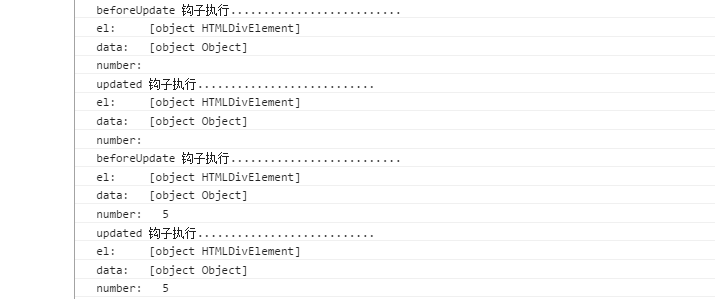 beforeUpdate 钩子执行..........................
el:     [object HTMLDivElement]
data:   [object Object]
number:
updated 钩子执行...........................
el:     [object HTMLDivElement]
data:   [object Object]
number:
beforeUpdate 钩子执行..........................
el:     [object HTMLDivElement]
data:   [object Object]
number:   5
updated 钩子执行...........................
el:     [object HTMLDivElement]
data:   [object Object]
number:   5